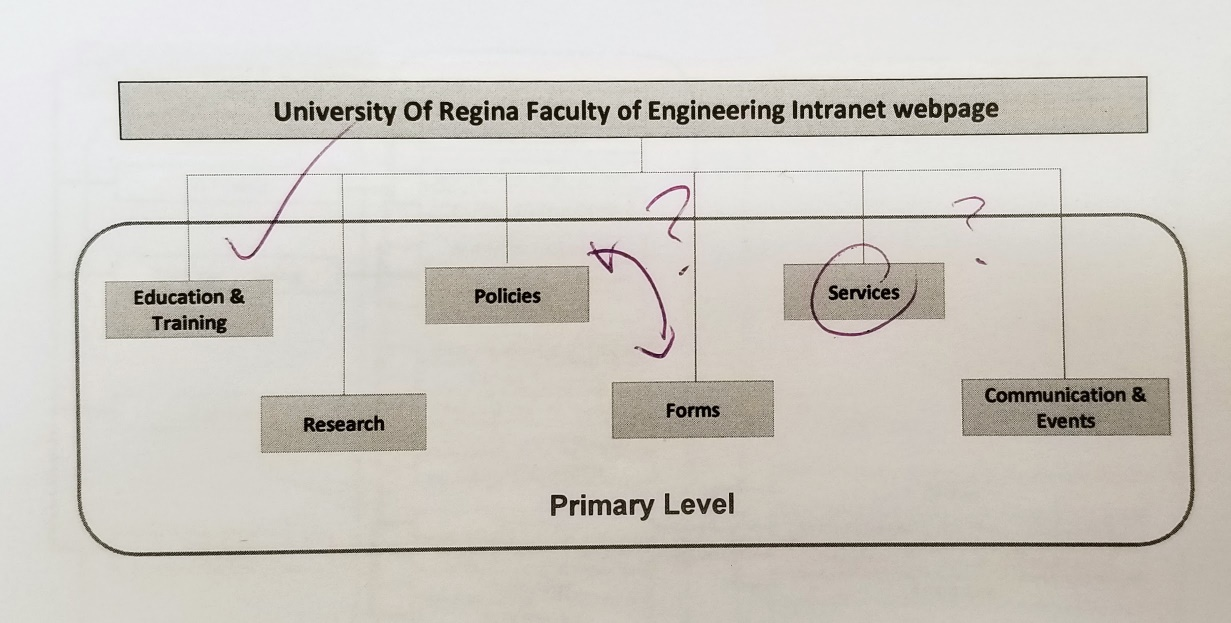 University Of Regina Faculty of Engineering Intranet webpage
?
?
Education &
Training
Policies
Services
Research
Forms
Communication &
Events
Primary Level